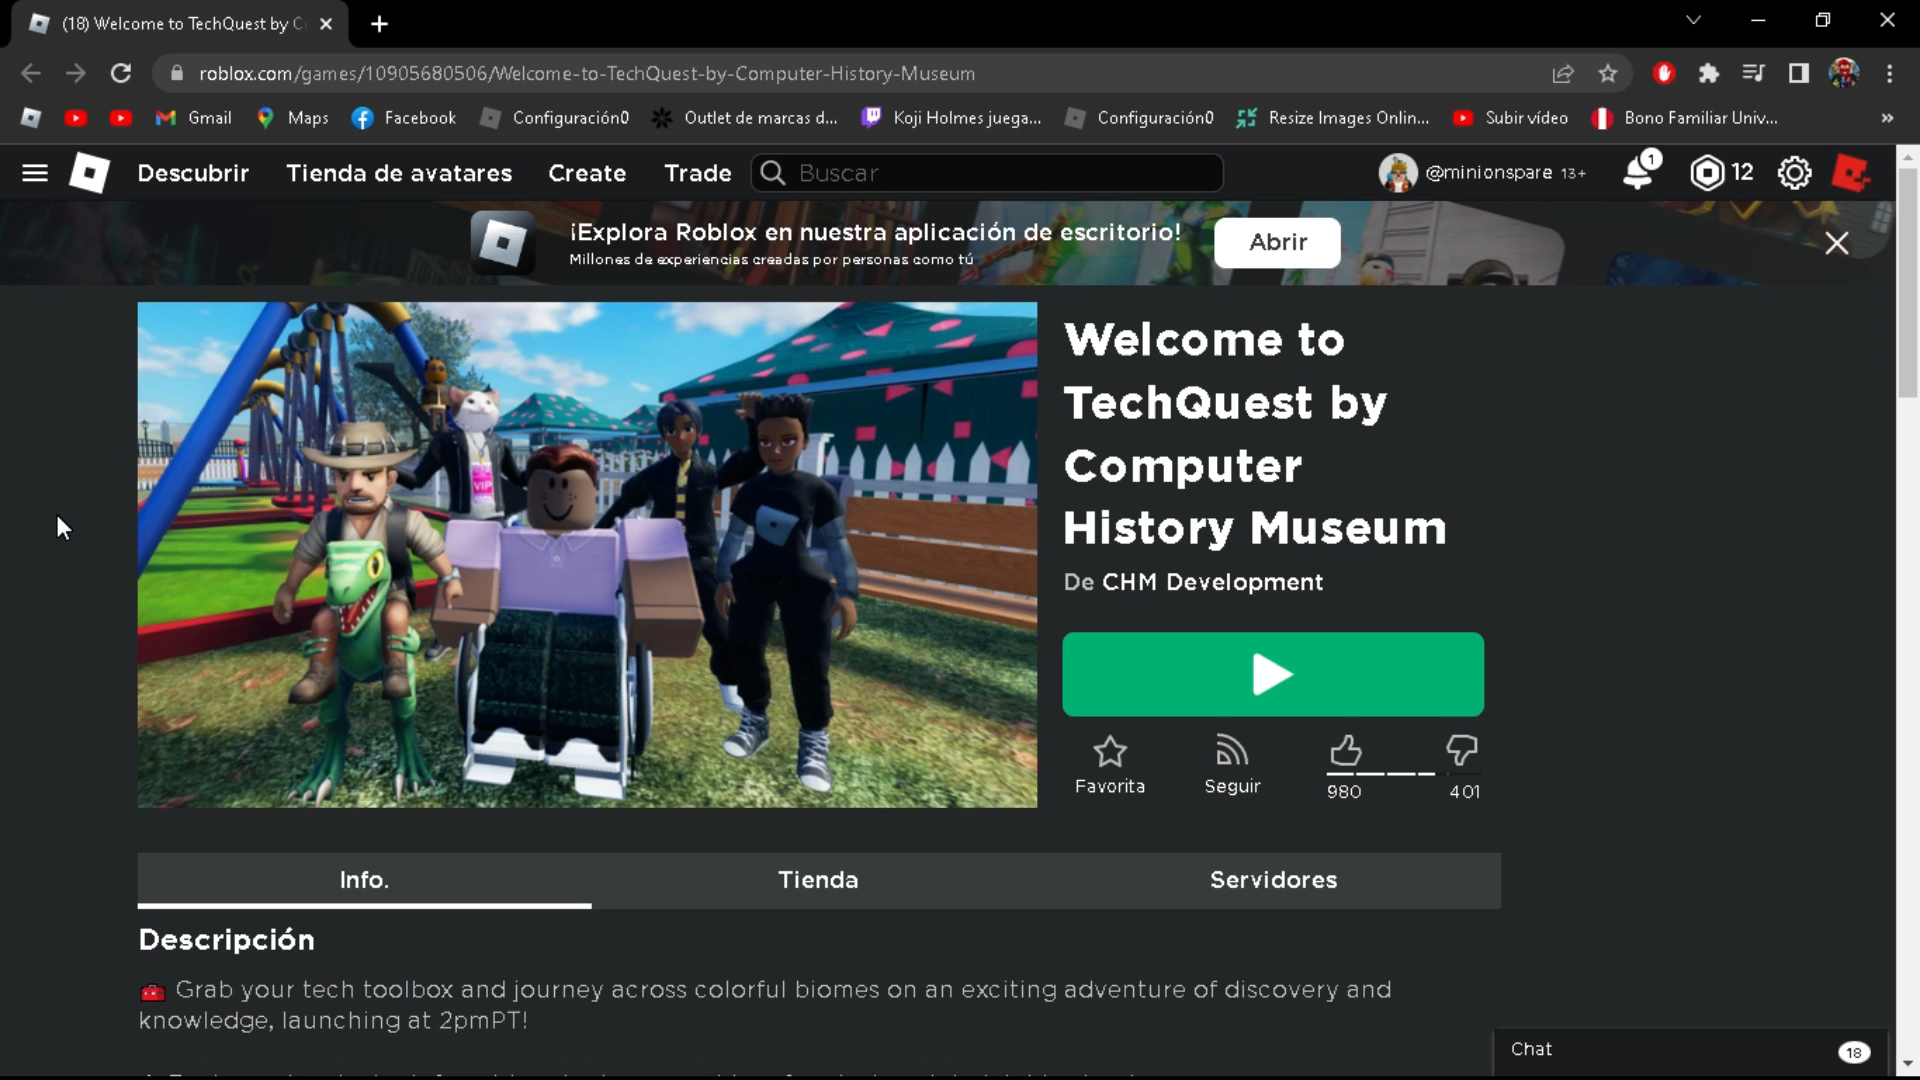 (18) Welcome to TechQuest by C
roblox.com/games/10905680506/Welcome-to-TechQuest-by-Computer-History-Museum
Gmail Maps Facebook Configuración0 Outlet de marcas d... Koji Holmes juega... Configuración0 Resize Images Onlin... Subir vídeo Bono Familiar Univ... »
Descubrir Tienda de avatares Create Trade Buscar @minionspare 13+ 1 12
¡Explora Roblox en nuestra aplicación de escritorio!
Millones de experiencias creadas por personas como tú
Abrir
VIP
Welcome to
TechQuest by
Computer
History Museum
De CHM Development
Favorita Seguir 980 401
Info. Tienda Servidores
Descripción
Grab your tech toolbox and journey across colorful biomes on an exciting adventure of discovery and
knowledge, launching at 2pmPT!
Chat 18